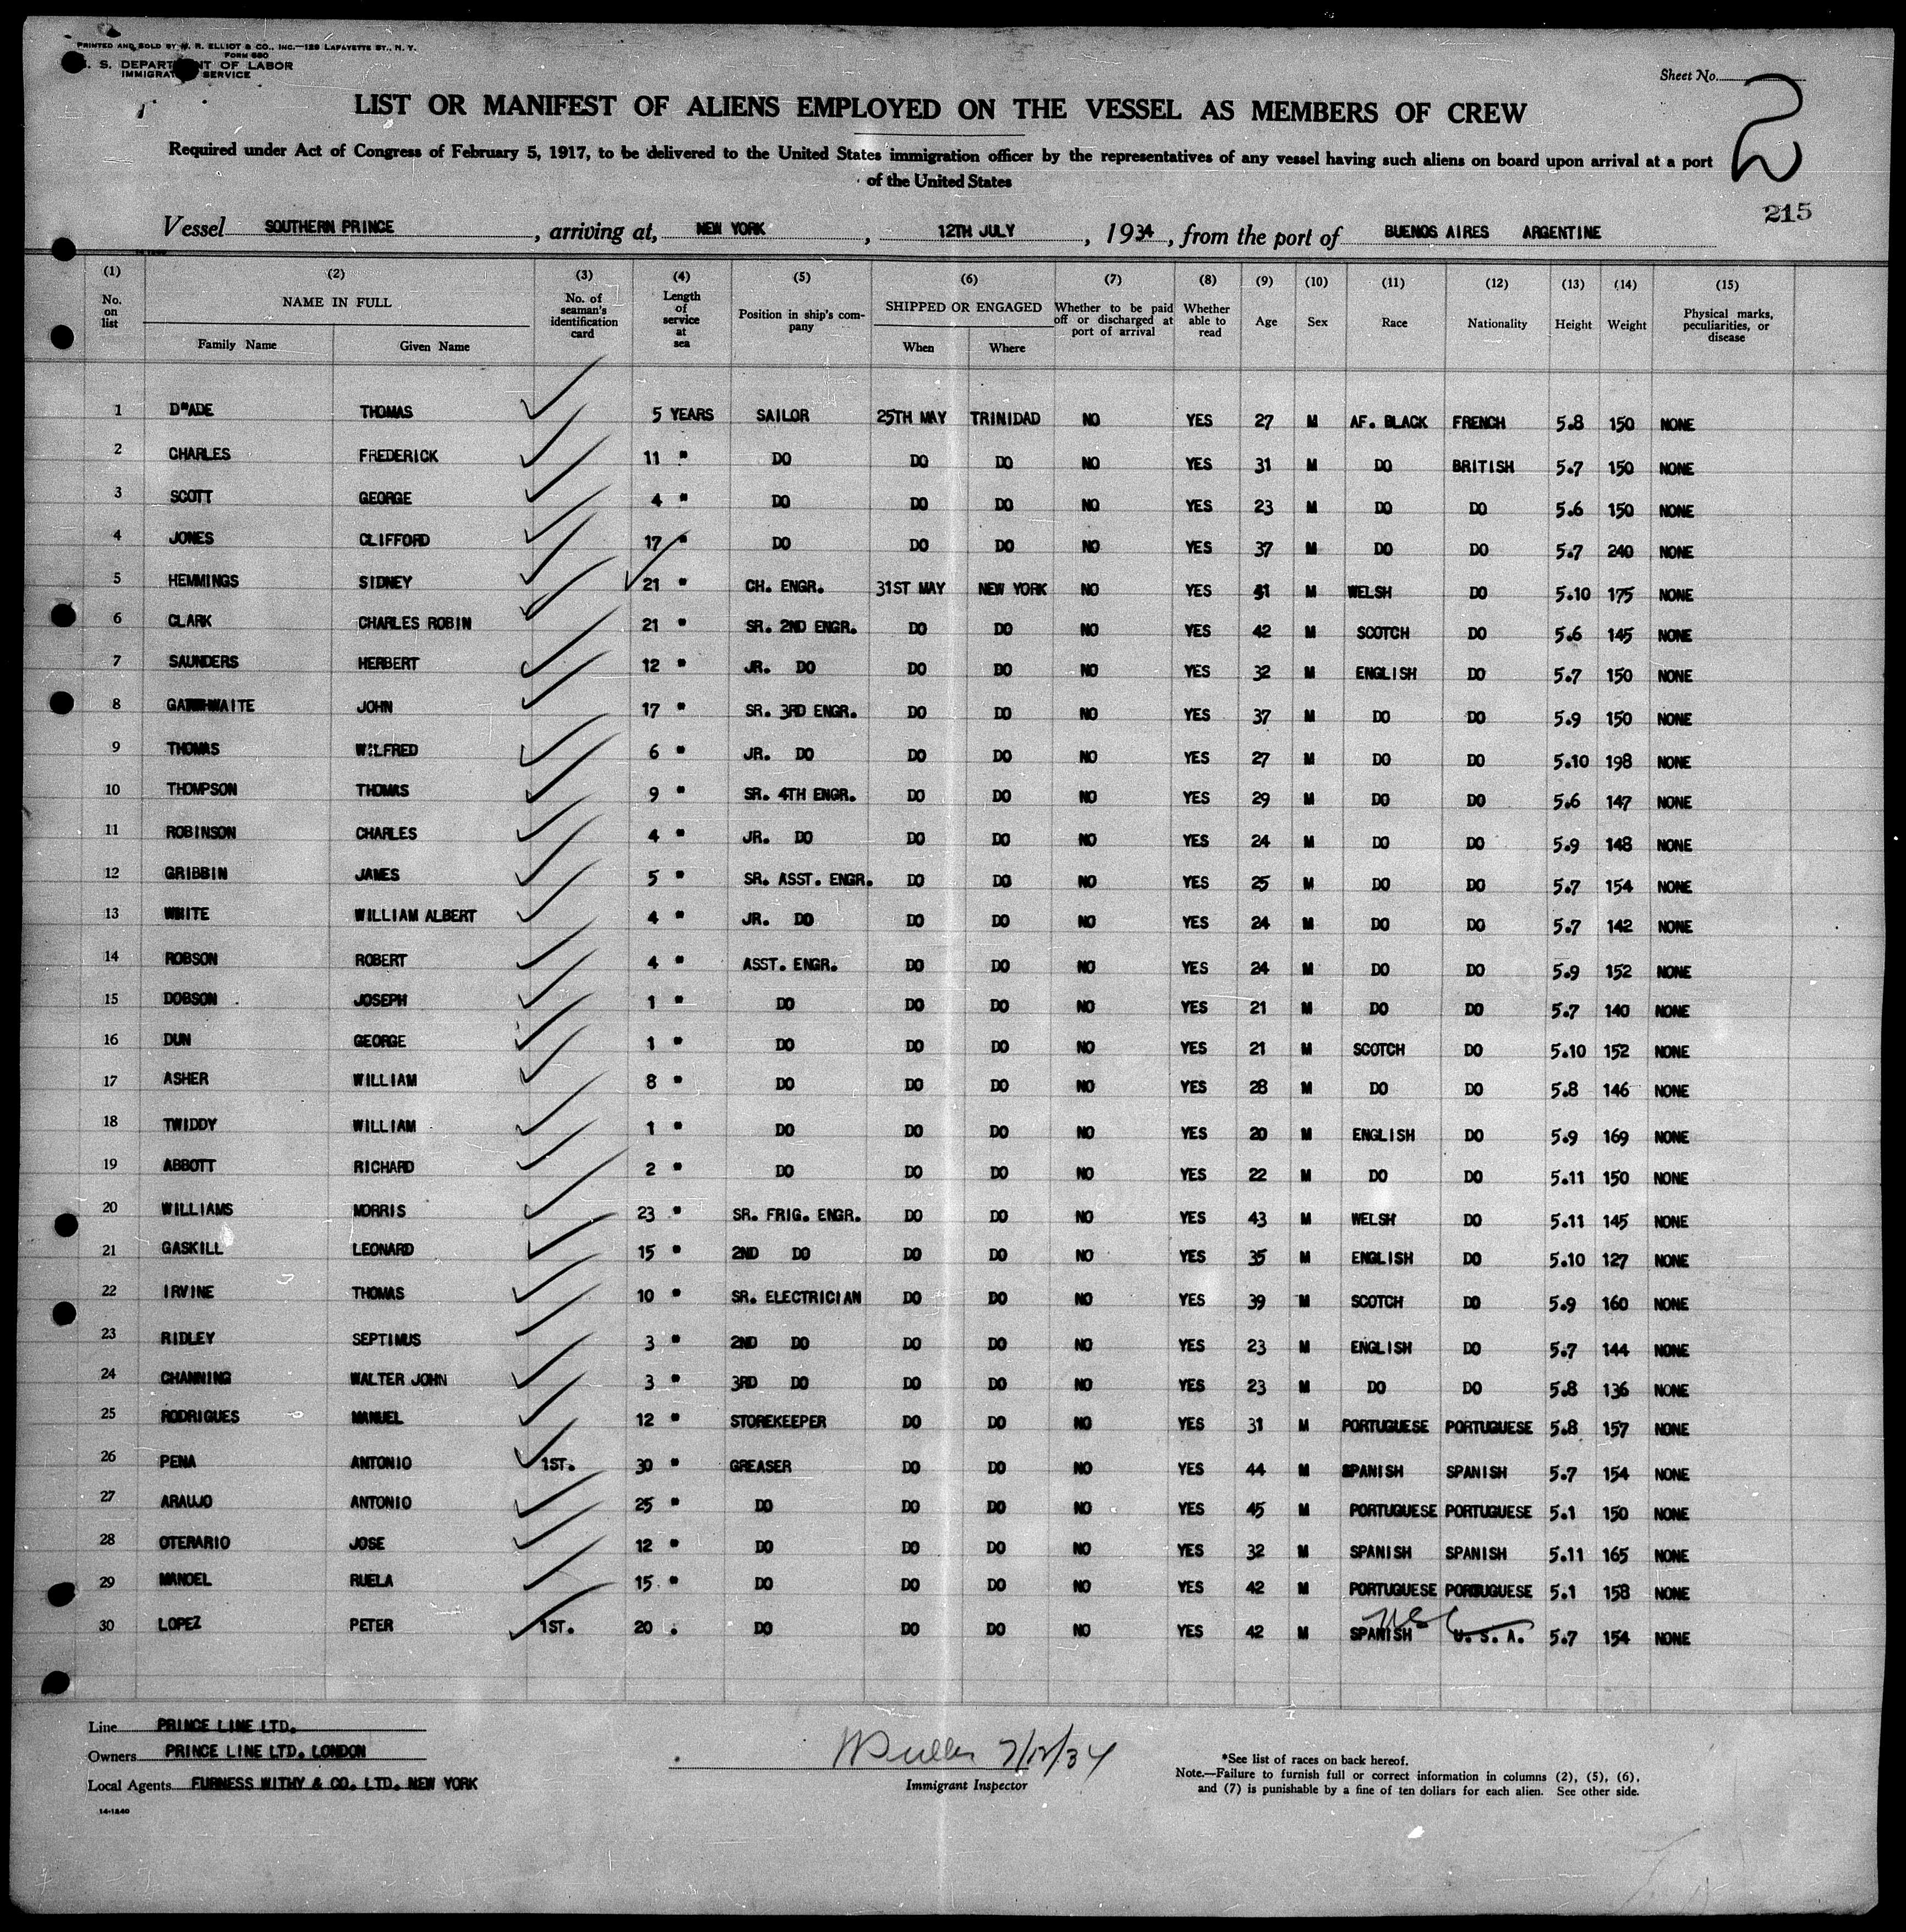 PRINTED AND SOLD BY M. R. ELLIOT & CO., INC.—129 LAFAYETTE ST., N. Y.
FORM 680
U. S. DEPARTMENT OF LABOR
IMMIGRATION SERVICE
Sheet No. 2
LIST OR MANIFEST OF ALIENS EMPLOYED ON THE VESSEL AS MEMBERS OF CREW
Required under Act of Congress of February 5, 1917, to be delivered to the United States immigration officer by the representatives of any vessel having such aliens on board upon arrival at a port
of the United States
215
Vessel SOUTHERN PRINCE, arriving at, NEW YORK, 12TH JULY, 1934, from the port of BUENOS AIRES ARGENTINE
(1) (2) (3) (4) (5) (6) (7) (8) (9) (10) (11) (12) (13) (14) (15)
No. on list NAME IN FULL Family Name Given Name No. of seaman's identification card Length of service at sea Position in ship's company SHIPPED OR ENGAGED When Where Whether to be paid off or discharged at port of arrival Whether able to read Age Sex Race Nationality Height Weight Physical marks, peculiarities, or disease
1 D"ADE THOMAS 5 YEARS SAILOR 25TH MAY TRINIDAD NO YES 27 M AF. BLACK FRENCH 5.8 150 NONE
2 CHARLES FREDERICK 11 " DO DO DO NO YES 31 M DO BRITISH 5.7 150 NONE
3 SCOTT GEORGE 4 " DO DO DO NO YES 23 M DO DO 5.6 150 NONE
4 JONES CLIFFORD 17 " DO DO DO NO YES 37 M DO DO 5.7 240 NONE
5 HEMMINGS SIDNEY 21 " CH. ENGR. 31ST MAY NEW YORK NO YES 41 M WELSH DO 5.10 175 NONE
6 CLARK CHARLES ROBIN 21 " SR. 2ND ENGR. DO DO NO YES 42 M SCOTCH DO 5.6 145 NONE
7 SAUNDERS HERBERT 12 " JR. DO DO DO NO YES 32 M ENGLISH DO 5.7 150 NONE
8 JOHN 17 " SR. 3RD ENGR. DO DO NO YES 37 M DO DO 5.9 150 NONE
9 THOMAS WILFRED 6 " JR. DO DO DO NO YES 27 M DO DO 5.10 198 NONE
10 THOMPSON THOMAS 9 " SR. 4TH ENGR. DO DO NO YES 29 M DO DO 5.6 147 NONE
11 ROBINSON CHARLES 4 " JR. DO DO DO NO YES 24 M DO DO 5.9 148 NONE
12 GRIBBIN JAMES 5 " SR. ASST. ENGR. DO DO NO YES 25 M DO DO 5.7 154 NONE
13 WHITE WILLIAM ALBERT 4 " JR. DO DO DO NO YES 24 M DO DO 5.7 142 NONE
14 ROBSON ROBERT 4 " ASST. ENGR. DO DO NO YES 24 M DO DO 5.9 152 NONE
15 DOBSON JOSEPH 1 " DO DO DO NO YES 21 M DO DO 5.7 140 NONE
16 DUN GEORGE 1 " DO DO DO NO YES 21 M SCOTCH DO 5.10 152 NONE
17 ASHER WILLIAM 8 " DO DO DO NO YES 28 M DO DO 5.8 146 NONE
18 TWIDDY WILLIAM 1 " DO DO DO NO YES 20 M ENGLISH DO 5.9 169 NONE
19 ABBOTT RICHARD 2 " DO DO DO NO YES 22 M DO DO 5.11 150 NONE
20 WILLIAMS MORRIS 23 " SR. FRIG. ENGR. DO DO NO YES 43 M WELSH DO 5.11 145 NONE
21 GASKILL LEONARD 15 " 2ND DO DO DO NO YES 35 M ENGLISH DO 5.10 127 NONE
22 IRVINE THOMAS 10 " SR. ELECTRICIAN DO DO NO YES 39 M SCOTCH DO 5.9 160 NONE
23 RIDLEY SEPTIMUS 3 " 2ND DO DO DO NO YES 23 M ENGLISH DO 5.7 144 NONE
24 CHANNING WALTER JOHN 3 " 3RD DO DO DO NO YES 23 M DO DO 5.8 136 NONE
25 RODRIGUES MANUEL 12 " STOREKEEPER DO DO NO YES 31 M PORTUGUESE PORTUGUESE 5.8 157 NONE
26 PENA ANTONIO 1ST. 30 " GREASER DO DO NO YES 44 M SPANISH SPANISH 5.7 154 NONE
27 ARAUJO ANTONIO 25 " DO DO DO NO YES 45 M PORTUGUESE PORTUGUESE 5.1 150 NONE
28 OTERARIO JOSE 12 " DO DO DO NO YES 32 M SPANISH SPANISH 5.11 165 NONE
29 MANOEL RUELA 15 " DO DO DO NO YES 42 M PORTUGUESE PORTUGUESE 5.1 158 NONE
30 LOPEZ PETER 1ST. 20 . DO DO DO NO YES 42 M SPANISH U. S. A. 5.7 154 NONE
Line PRINCE LINE LTD.
Owners PRINCE LINE LTD. LONDON
Local Agents FURNESS WITHY & CO. LTD. NEW YORK
14-1240
7/12/34
Immigrant Inspector
*See list of races on back hereof.
Note.—Failure to furnish full or correct information in columns (2), (5), (6),
and (7) is punishable by a fine of ten dollars for each alien. See other side.